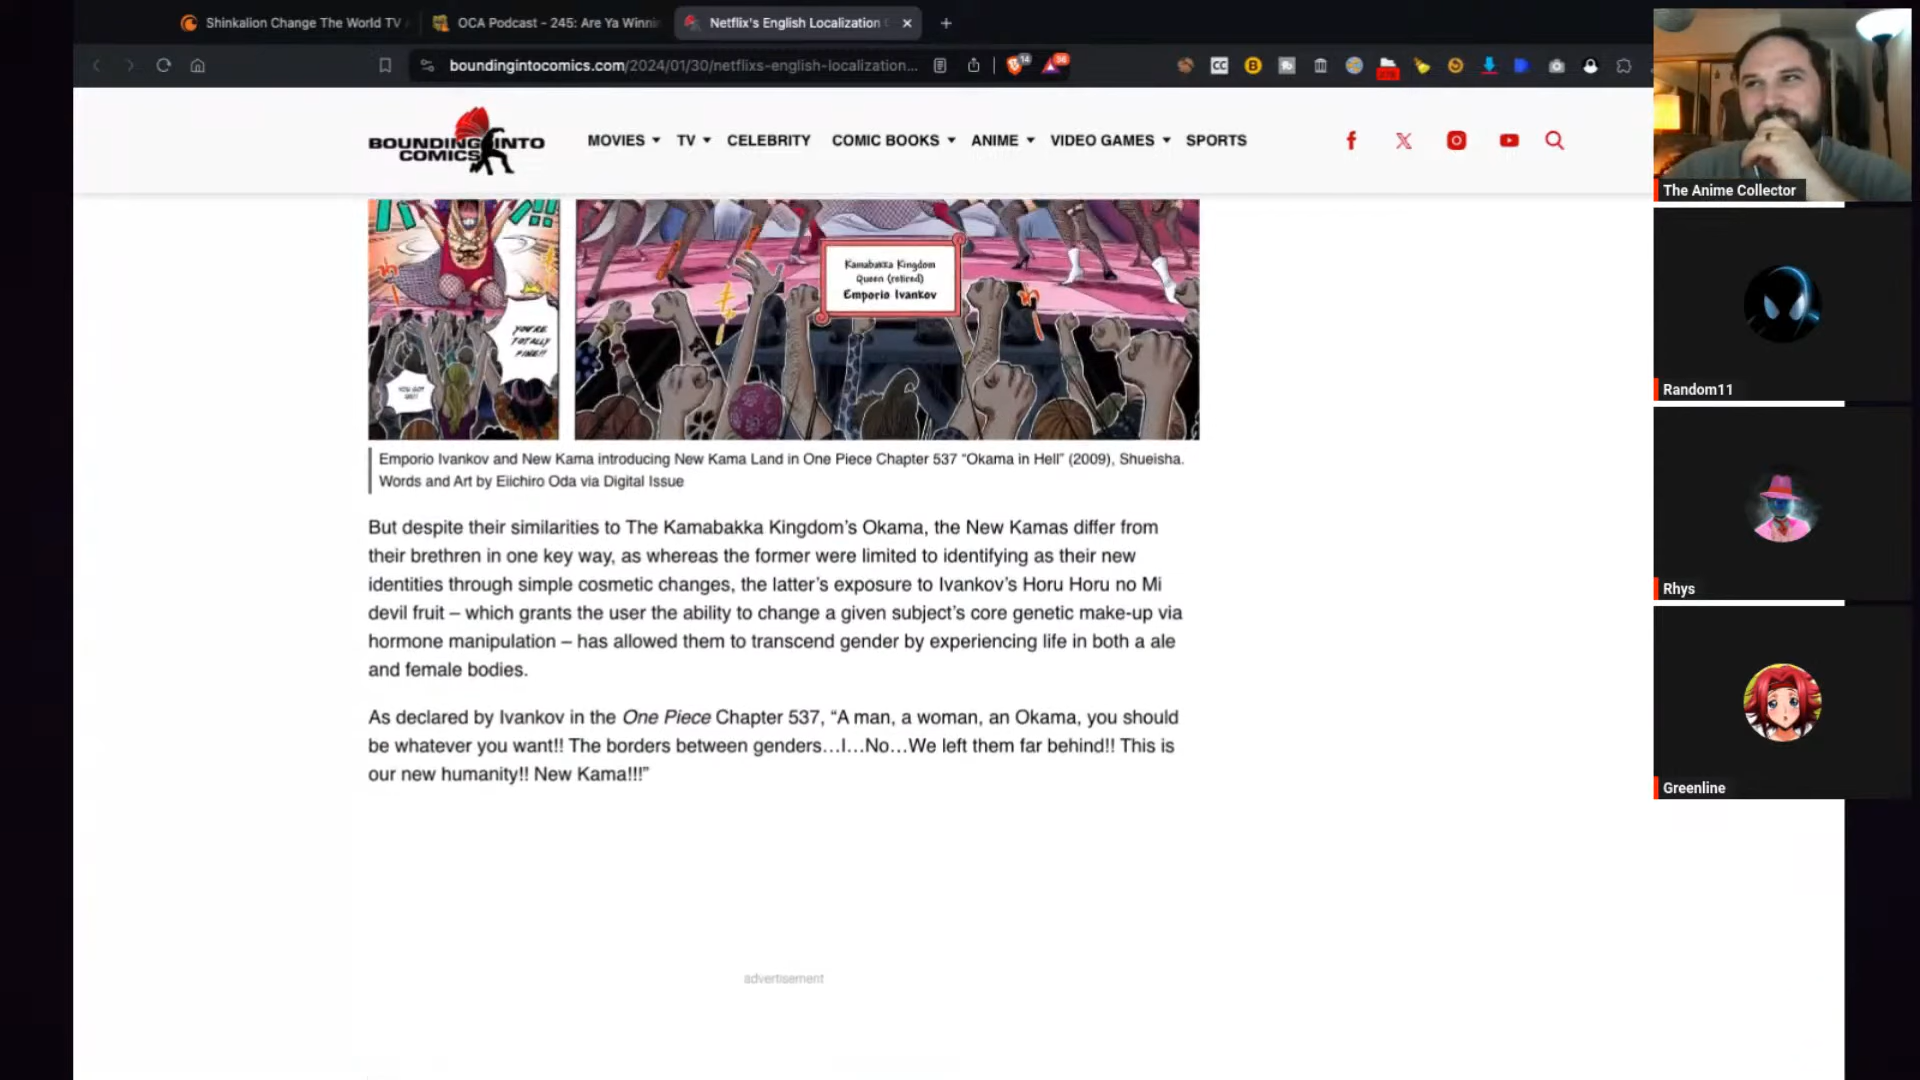 Shinkalion Change The World TV
OCA Podcast - 245: Are Ya Winni
Netflix's English Localization
boundingintocomics.com/2024/01/30/netflixs-english-localization...
BOUNDING INTO
COMICS
MOVIES
TV
CELEBRITY
COMIC BOOKS
ANIME
VIDEO GAMES
SPORTS
YOU'RE
TOTALLY
FINE!!
Kamabakka Kingdom
Queen (retired)
Emporio Ivankov
Emporio Ivankov and New Kama introducing New Kama Land in One Piece Chapter 537 “Okama in Hell” (2009), Shueisha.
Words and Art by Eiichiro Oda via Digital Issue
But despite their similarities to The Kamabakka Kingdom’s Okama, the New Kamas differ from
their brethren in one key way, as whereas the former were limited to identifying as their new
identities through simple cosmetic changes, the latter’s exposure to Ivankov’s Horu Horu no Mi
devil fruit – which grants the user the ability to change a given subject’s core genetic make-up via
hormone manipulation – has allowed them to transcend gender by experiencing life in both a ale
and female bodies.
As declared by Ivankov in the One Piece Chapter 537, “A man, a woman, an Okama, you should
be whatever you want!! The borders between genders…I…No…We left them far behind!! This is
our new humanity!! New Kama!!!”
advertisement
The Anime Collector
Random11
Rhys
Greenline